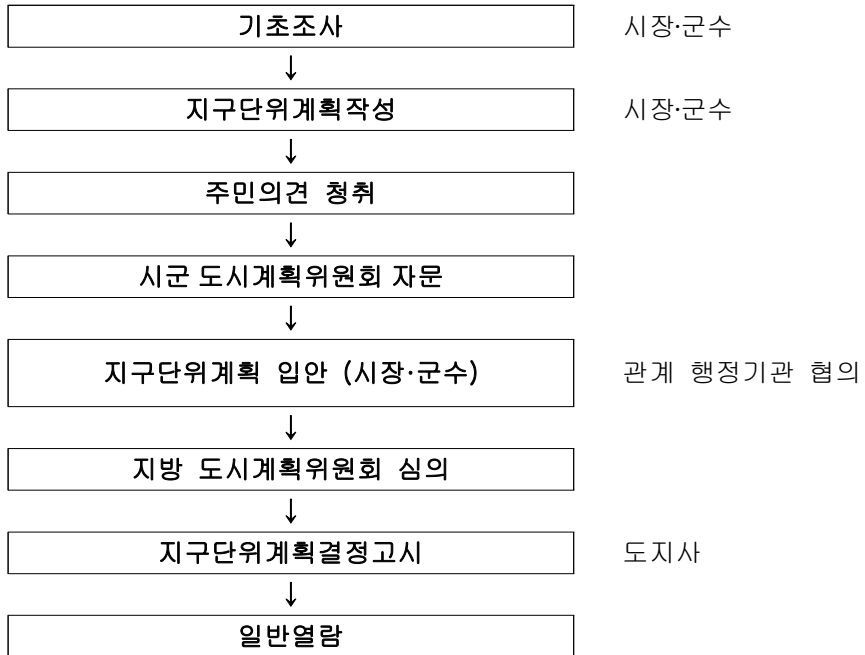 기초조사 시장·군수
↓
지구단위계획작성 시장·군수
↓
주민의견 청취
↓
시군 도시계획위원회 자문
↓
지구단위계획 입안 (시장·군수) 관계 행정기관 협의
↓
지방 도시계획위원회 심의
↓
지구단위계획결정고시 도지사
↓
일반열람